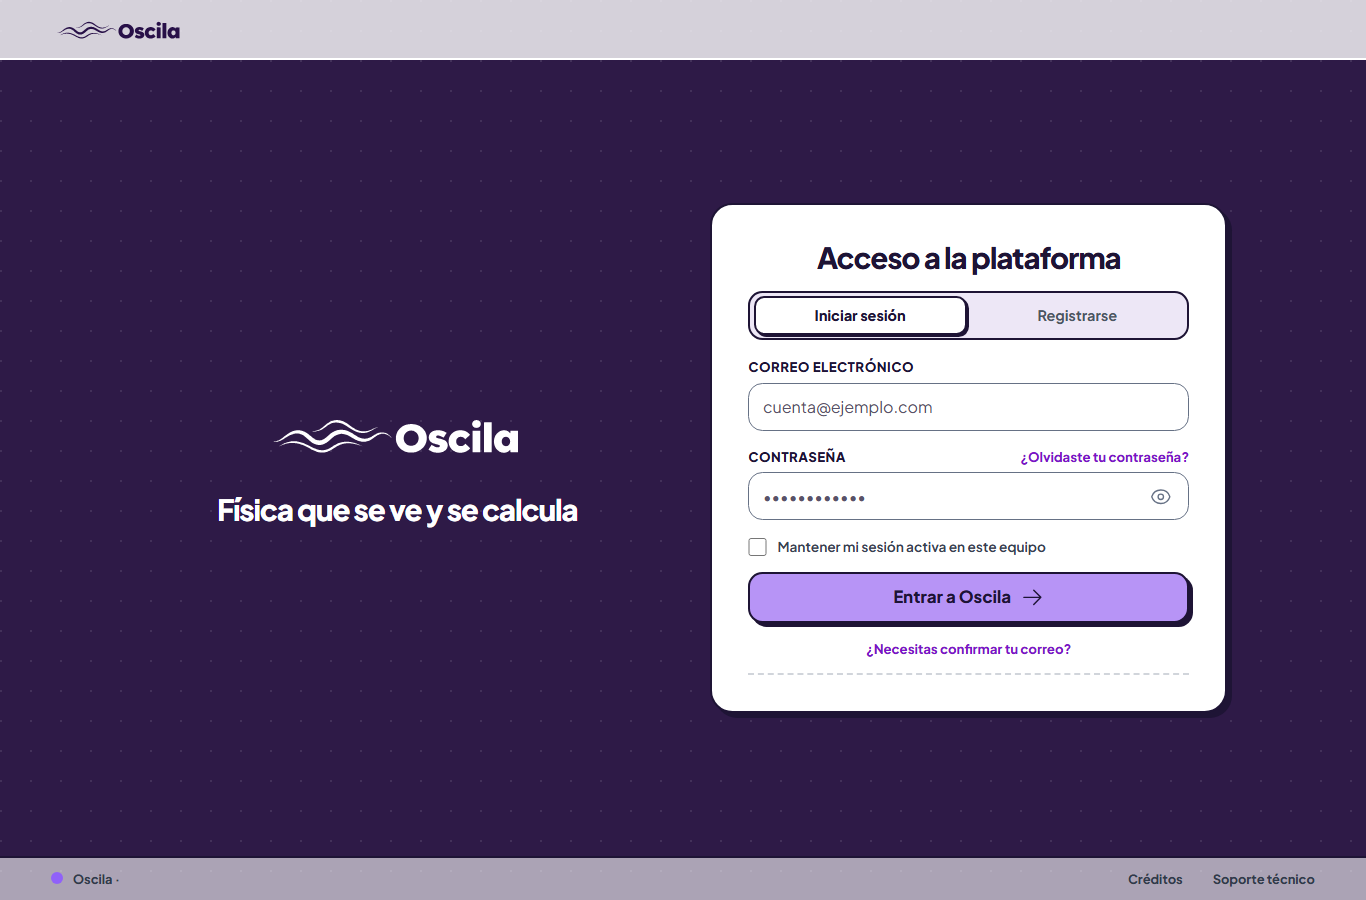 Oscila
Oscila
Física que se ve y se calcula
Acceso a la plataforma
Iniciar sesión
Registrarse
CORREO ELECTRÓNICO
cuenta@ejemplo.com
CONTRASEÑA
¿Olvidaste tu contraseña?
••••••••••••
Mantener mi sesión activa en este equipo
Entrar a Oscila →
¿Necesitas confirmar tu correo?
Oscila ·
Créditos
Soporte técnico